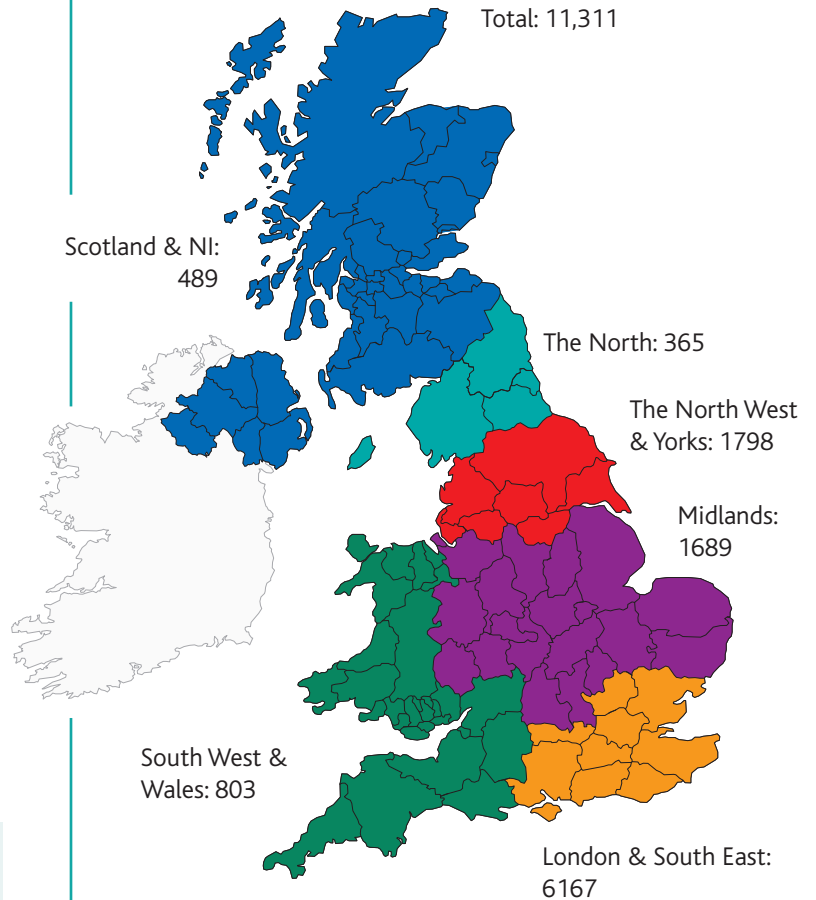 Total: 11,311
Scotland & NI:
489
The North: 365
The North West
& Yorks: 1798
Midlands:
1689
South West &
Wales: 803
London & South East:
6167